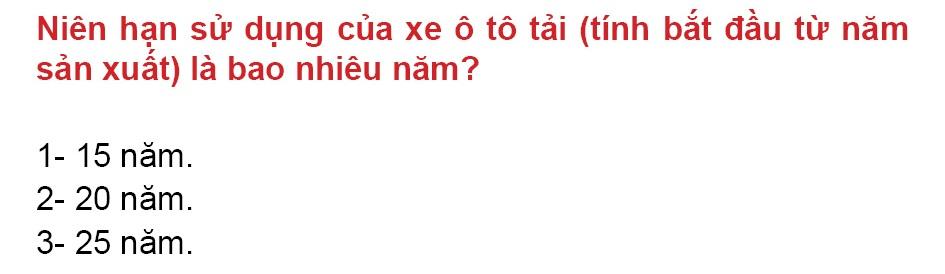 Niên hạn sử dụng của xe ô tô tải (tính bắt đầu từ năm
sản xuất) là bao nhiêu năm?
1- 15 năm.
2- 20 năm.
3- 25 năm.